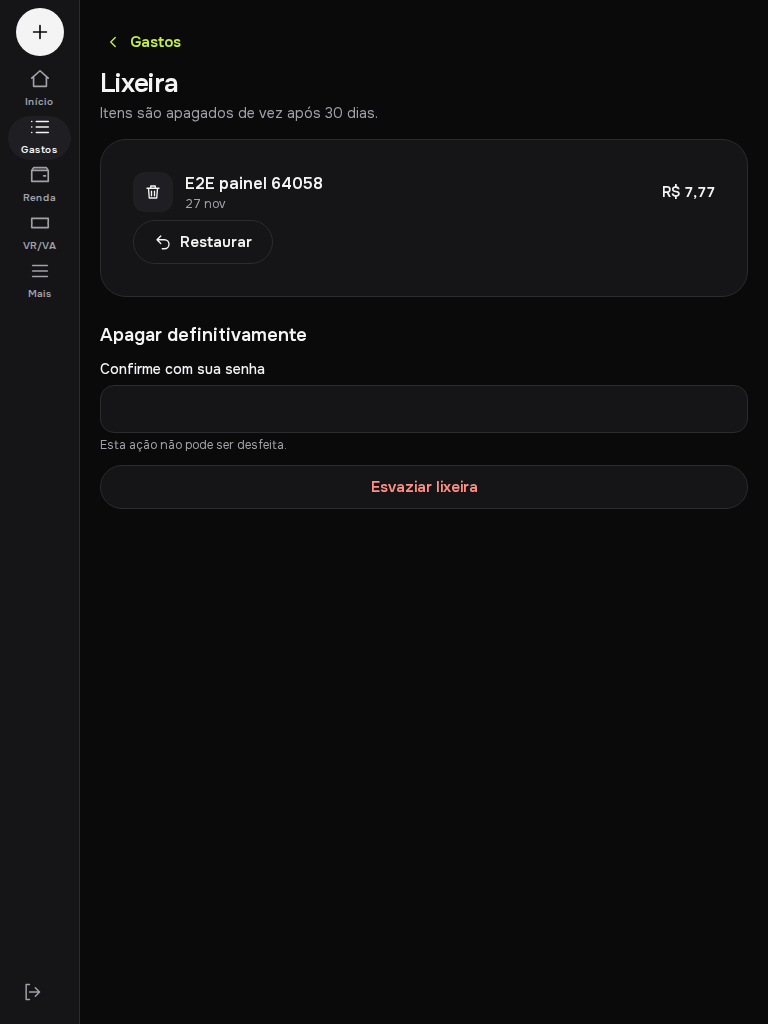 Início
Gastos
Renda
VR/VA
Mais
Gastos
Lixeira
Itens são apagados de vez após 30 dias.
E2E painel 64058
27 nov
R$ 7,77
Restaurar
Apagar definitivamente
Confirme com sua senha
Esta ação não pode ser desfeita.
Esvaziar lixeira